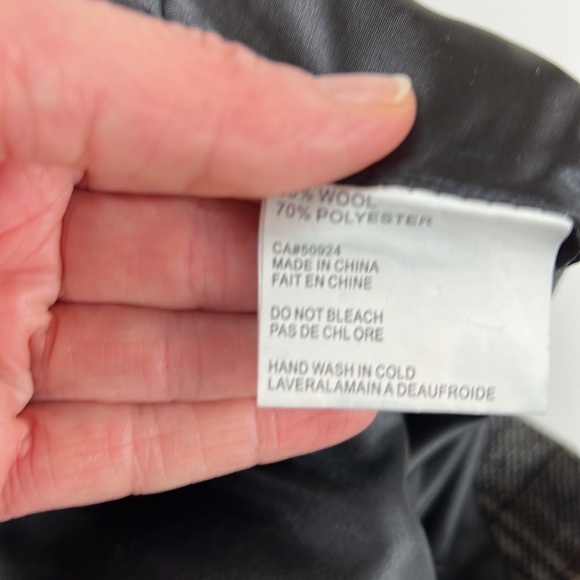 % WOOL
70% POLYESTER
CA#50924
MADE IN CHINA
FAIT EN CHINE
DO NOT BLEACH
PAS DE CHL ORE
HAND WASH IN COLD
LAVERALAMAIN A DEAUFROIDE